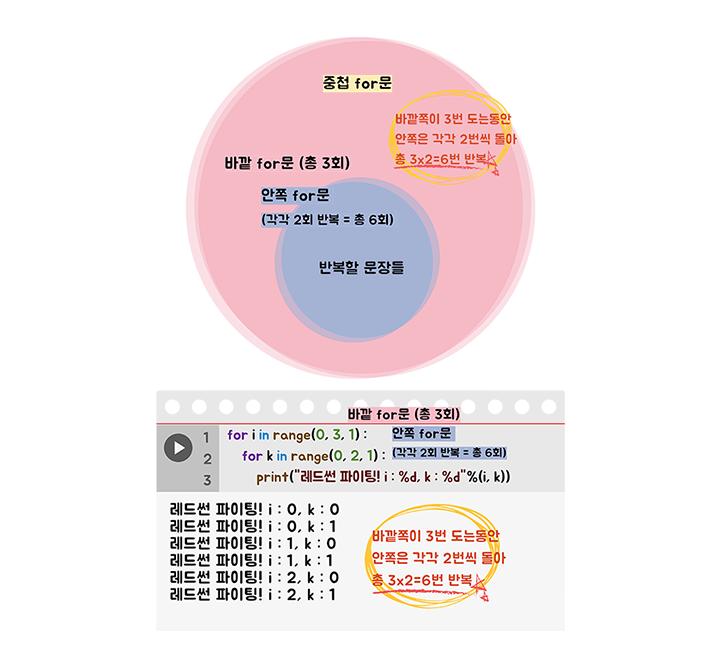 중첩 for문
바깥쪽이 3번 도는동안
안쪽은 각각 2번씩 돌아
총 3x2=6번 반복
바깥 for문 (총 3회)
안쪽 for문
(각각 2회 반복 = 총 6회)
반복할 문장들
바깥 for문 (총 3회)
1 for i in range(0, 3, 1) : 안쪽 for문
2 for k in range(0, 2, 1) : (각각 2회 반복 = 총 6회)
3 print("레드썬 파이팅! i : %d, k : %d"%(i, k))
레드썬 파이팅! i : 0, k : 0
레드썬 파이팅! i : 0, k : 1
레드썬 파이팅! i : 1, k : 0
레드썬 파이팅! i : 1, k : 1
레드썬 파이팅! i : 2, k : 0
레드썬 파이팅! i : 2, k : 1
바깥쪽이 3번 도는동안
안쪽은 각각 2번씩 돌아
총 3x2=6번 반복